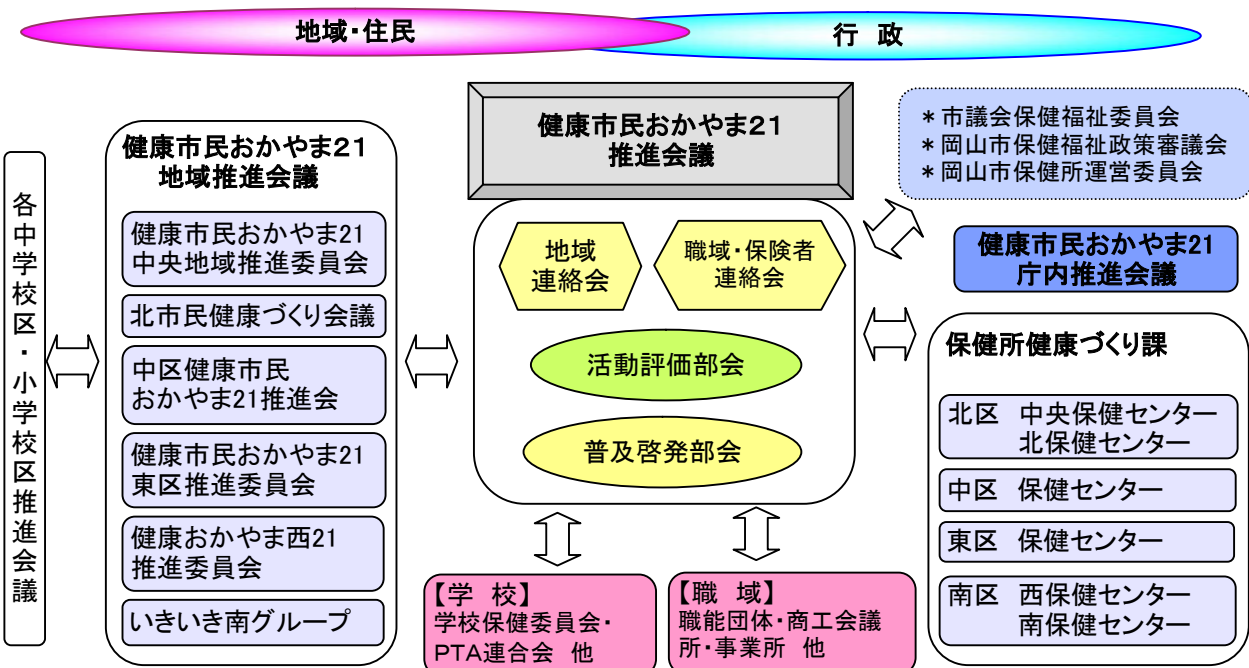 地域・住民
行 政
各中学校区・小学校区推進会議
健康市民おかやま21
地域推進会議
健康市民おかやま21
中央地域推進委員会
北市民健康づくり会議
中区健康市民
おかやま21推進会
健康市民おかやま21
東区推進委員会
健康おかやま西21
推進委員会
いきいき南グループ
健康市民おかやま21
推進会議
地域
連絡会
職域・保険者
連絡会
活動評価部会
普及啓発部会
【学 校】
学校保健委員会・
PTA連合会 他
【職 域】
職能団体・商工会議
所・事業所 他
＊市議会保健福祉委員会
＊岡山市保健福祉政策審議会
＊岡山市保健所運営委員会
健康市民おかやま21
庁内推進会議
保健所健康づくり課
北区 中央保健センター
北保健センター
中区 保健センター
東区 保健センター
南区 西保健センター
南保健センター